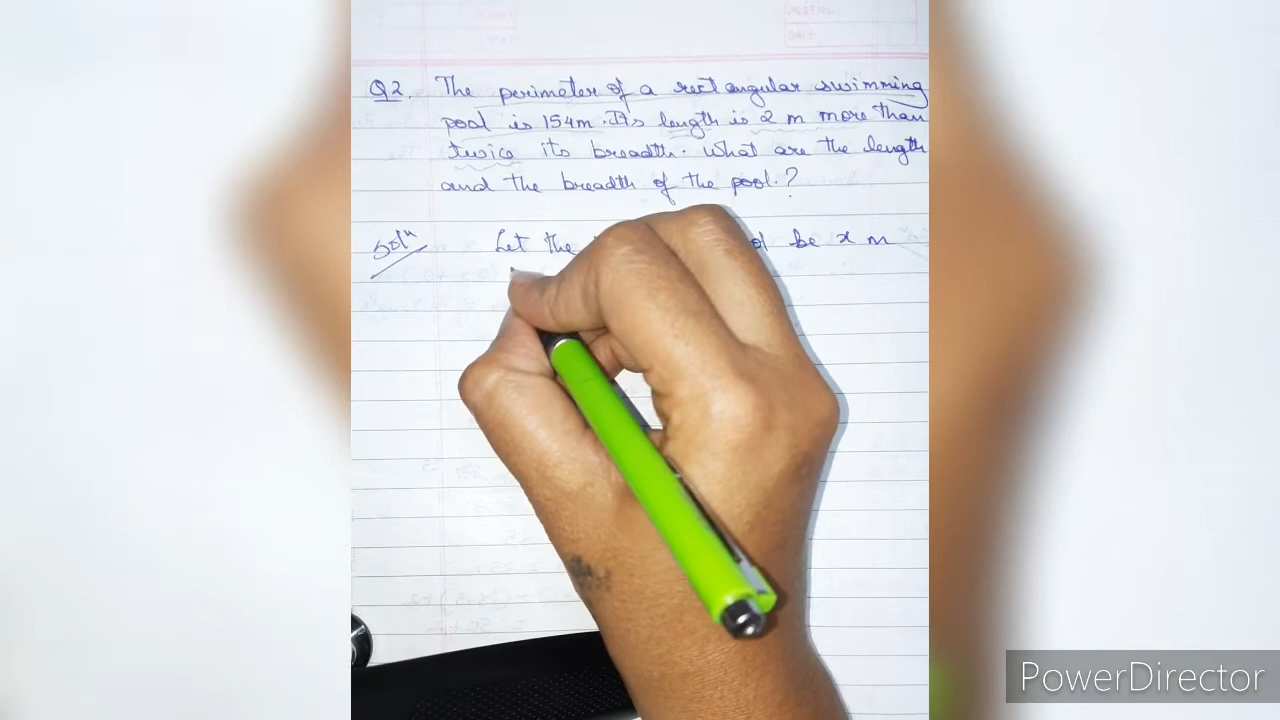 Q2. The perimeter of a rectangular swimming
pool is 154m. Its length is 2 m more than
twice its breadth. What are the length
and the breadth of the pool.?
Solⁿ Let the be x m
PowerDirector